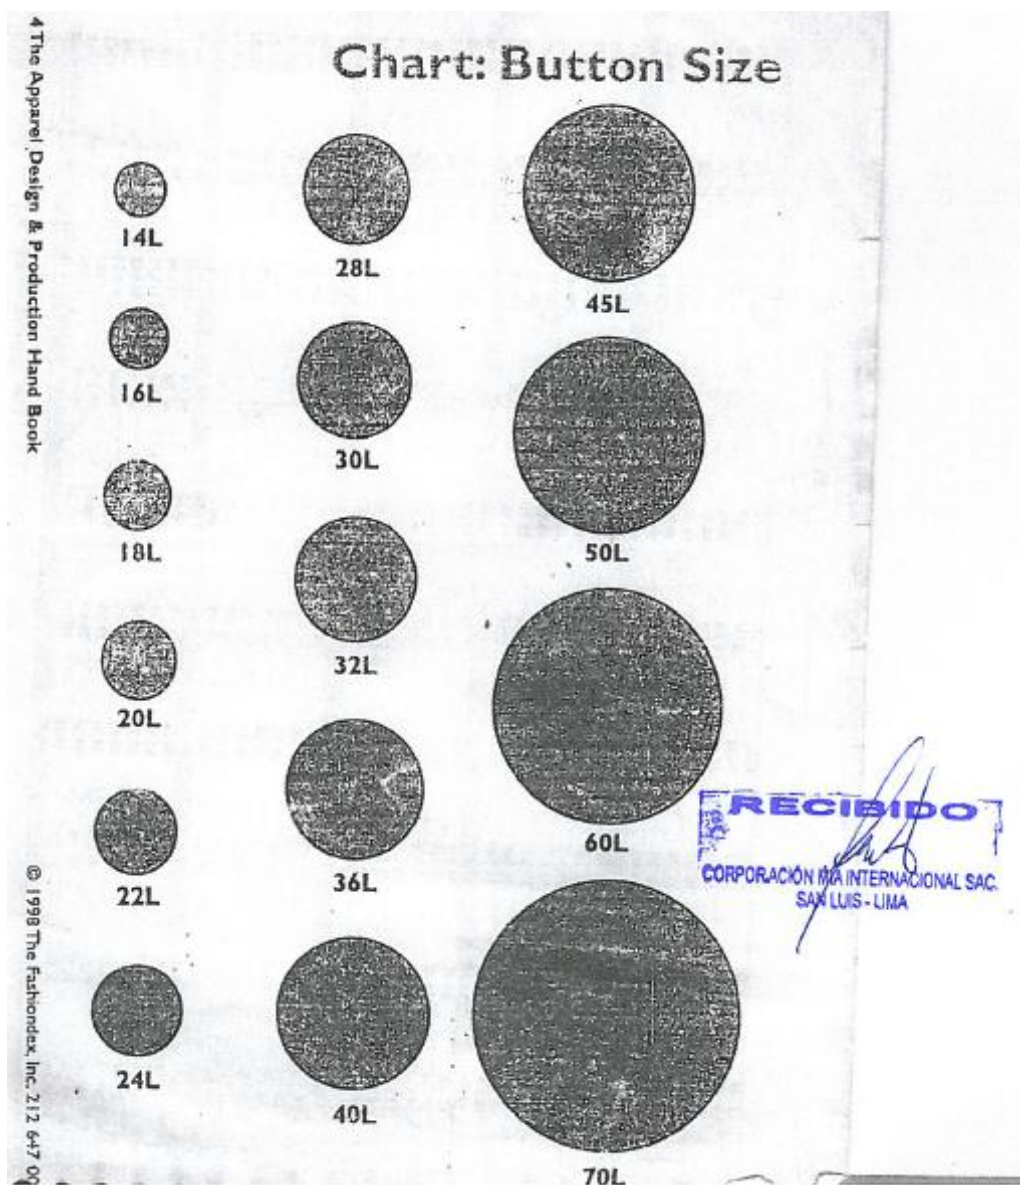 Chart: Button Size
14L
16L
18L
20L
22L
24L
28L
30L
32L
36L
40L
45L
50L
60L
70L
4 The Apparel Design & Production Hand Book
© 1998 The Fashiondex, Inc. 212 647 00
RECIBIDO
CORPORACIÓN INTERNACIONAL SAC.
SAN LUIS - LIMA